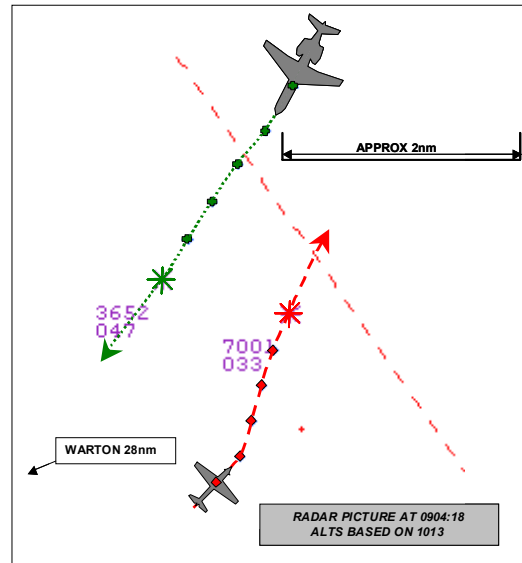 APPROX 2nm
3652
047
7001
033
WARTON 28nm
RADAR PICTURE AT 0904:18
ALTS BASED ON 1013